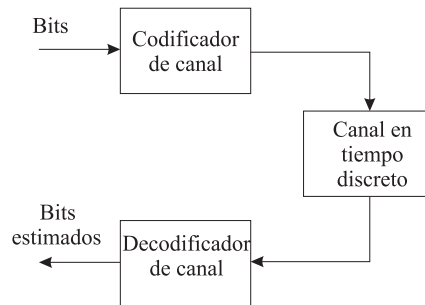 Bits
Codificador
de canal
Canal en
tiempo
discreto
Bits
estimados
Decodificador
de canal